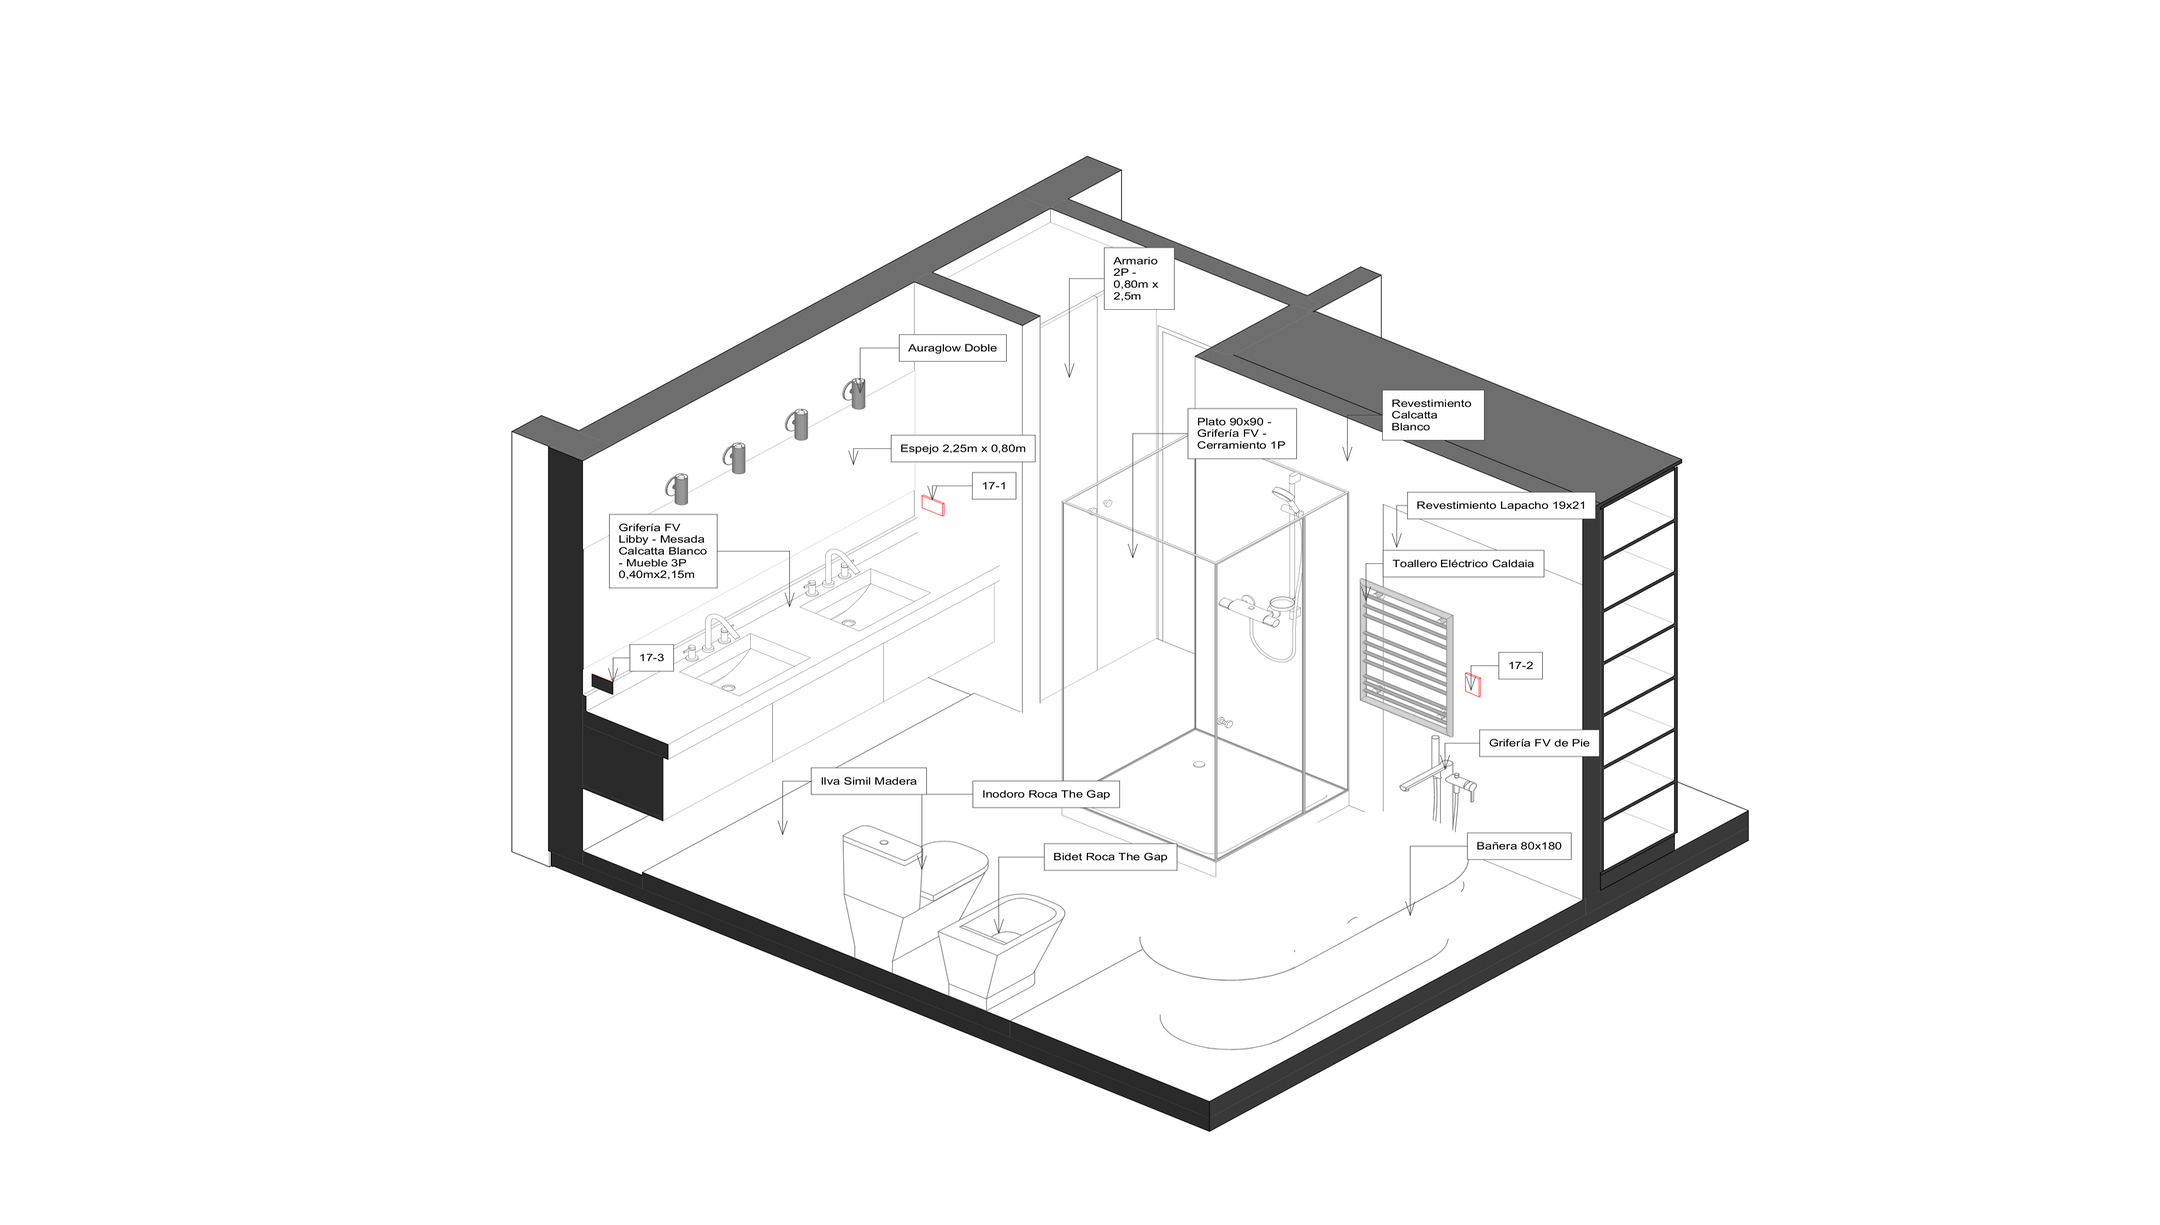 Armario
2P -
0,80m x
2,5m
Auraglow Doble
Revestimiento
Calcatta
Blanco
Plato 90x90 -
Grifería FV -
Cerramiento 1P
Espejo 2,25m x 0,80m
17-1
Revestimiento Lapacho 19x21
Grifería FV
Libby - Mesada
Calcatta Blanco
- Mueble 3P
0,40mx2,15m
Toallero Eléctrico Caldaia
17-3
17-2
Grifería FV de Pie
Ilva Simil Madera
Inodoro Roca The Gap
Bañera 80x180
Bidet Roca The Gap